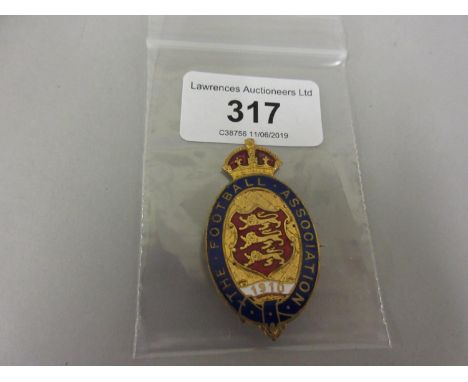 Lawrences Auctioneers Ltd
317
C38756 11/06/2019
THE · FOOTBALL · ASSOCIATION
1910